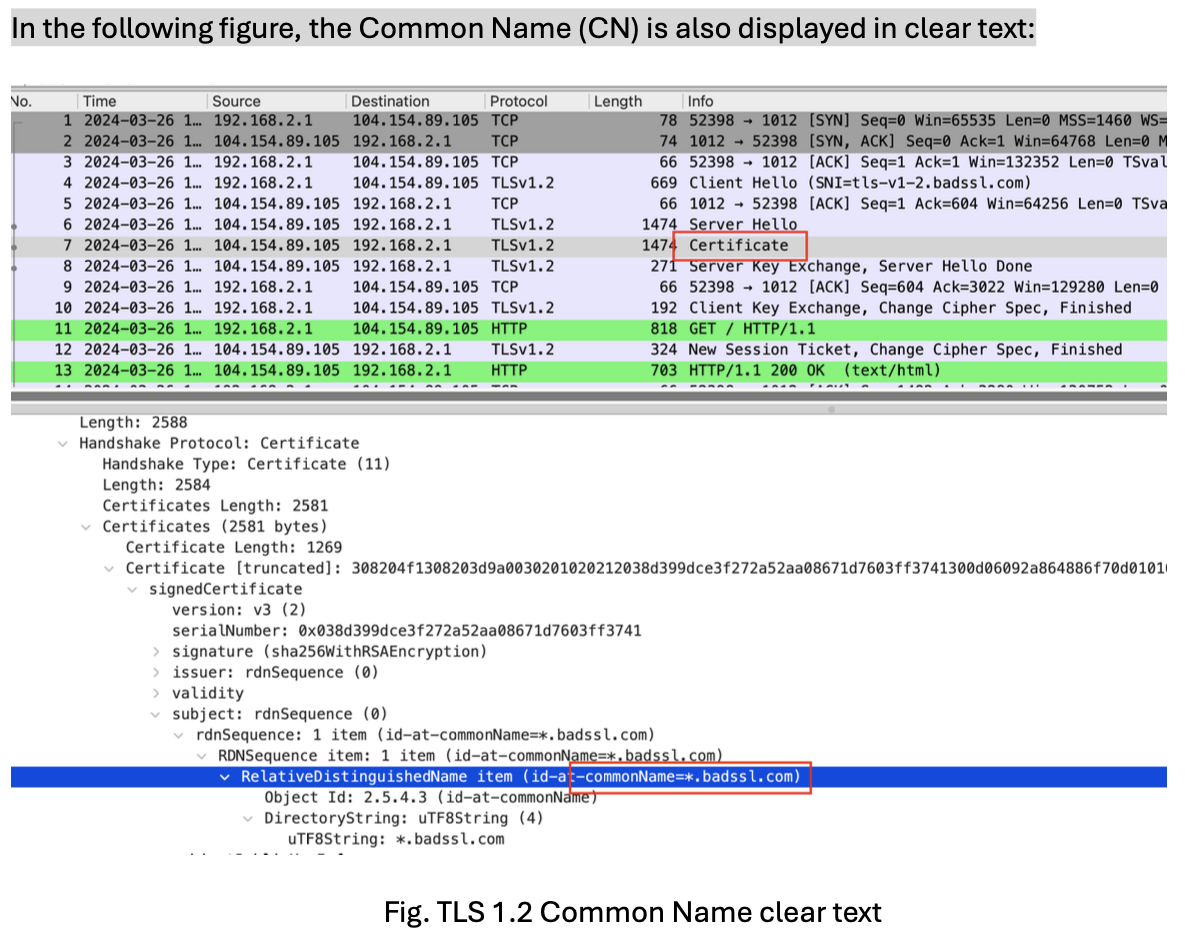 In the following figure, the Common Name (CN) is also displayed in clear text:
No. Time Source Destination Protocol Length Info
1 2024-03-26 1… 192.168.2.1 104.154.89.105 TCP 78 52398 → 1012 [SYN] Seq=0 Win=65535 Len=0 MSS=1460 WS=
2 2024-03-26 1… 104.154.89.105 192.168.2.1 TCP 74 1012 → 52398 [SYN, ACK] Seq=0 Ack=1 Win=64768 Len=0 M
3 2024-03-26 1… 192.168.2.1 104.154.89.105 TCP 66 52398 → 1012 [ACK] Seq=1 Ack=1 Win=132352 Len=0 TSval
4 2024-03-26 1… 192.168.2.1 104.154.89.105 TLSv1.2 669 Client Hello (SNI=tls-v1-2.badssl.com)
5 2024-03-26 1… 104.154.89.105 192.168.2.1 TCP 66 1012 → 52398 [ACK] Seq=1 Ack=604 Win=64256 Len=0 TSva
6 2024-03-26 1… 104.154.89.105 192.168.2.1 TLSv1.2 1474 Server Hello
7 2024-03-26 1… 104.154.89.105 192.168.2.1 TLSv1.2 1474 Certificate
8 2024-03-26 1… 104.154.89.105 192.168.2.1 TLSv1.2 271 Server Key Exchange, Server Hello Done
9 2024-03-26 1… 192.168.2.1 104.154.89.105 TCP 66 52398 → 1012 [ACK] Seq=604 Ack=3022 Win=129280 Len=0
10 2024-03-26 1… 192.168.2.1 104.154.89.105 TLSv1.2 192 Client Key Exchange, Change Cipher Spec, Finished
11 2024-03-26 1… 192.168.2.1 104.154.89.105 HTTP 818 GET / HTTP/1.1
12 2024-03-26 1… 104.154.89.105 192.168.2.1 TLSv1.2 324 New Session Ticket, Change Cipher Spec, Finished
13 2024-03-26 1… 104.154.89.105 192.168.2.1 HTTP 703 HTTP/1.1 200 OK (text/html)
Length: 2588
Handshake Protocol: Certificate
Handshake Type: Certificate (11)
Length: 2584
Certificates Length: 2581
Certificates (2581 bytes)
Certificate Length: 1269
Certificate [truncated]: 308204f1308203d9a0030201020212038d399dce3f272a52aa08671d7603ff3741300d06092a864886f70d0101
signedCertificate
version: v3 (2)
serialNumber: 0x038d399dce3f272a52aa08671d7603ff3741
signature (sha256WithRSAEncryption)
issuer: rdnSequence (0)
validity
subject: rdnSequence (0)
rdnSequence: 1 item (id-at-commonName=*.badssl.com)
RDNSequence item: 1 item (id-at-commonName=*.badssl.com)
RelativeDistinguishedName item (id-at-commonName=*.badssl.com)
Object Id: 2.5.4.3 (id-at-commonName)
DirectoryString: uTF8String (4)
uTF8String: *.badssl.com
Fig. TLS 1.2 Common Name clear text